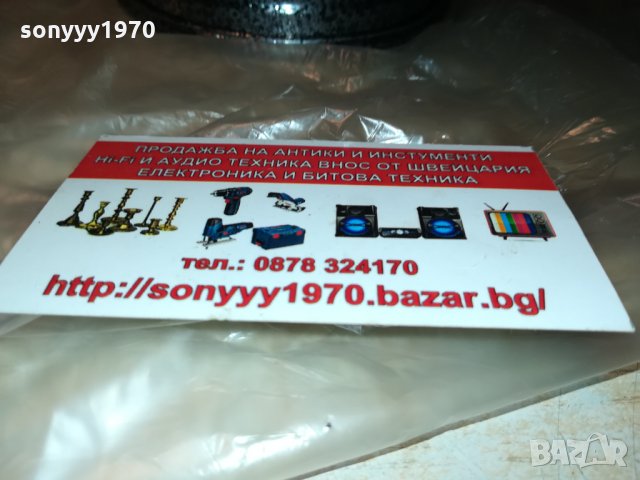 sonyyy1970
ПРОДАЖБА НА АНТИКИ И ИНСТУМЕНТИ
Hi-Fi И АУДИО ТЕХНИКА ВНОС ОТ ШВЕЙЦАРИЯ
ЕЛЕКТРОНИКА И БИТОВА ТЕХНИКА
тел.: 0878 324170
http://sonyyy1970.bazar.bg/
BAZAR